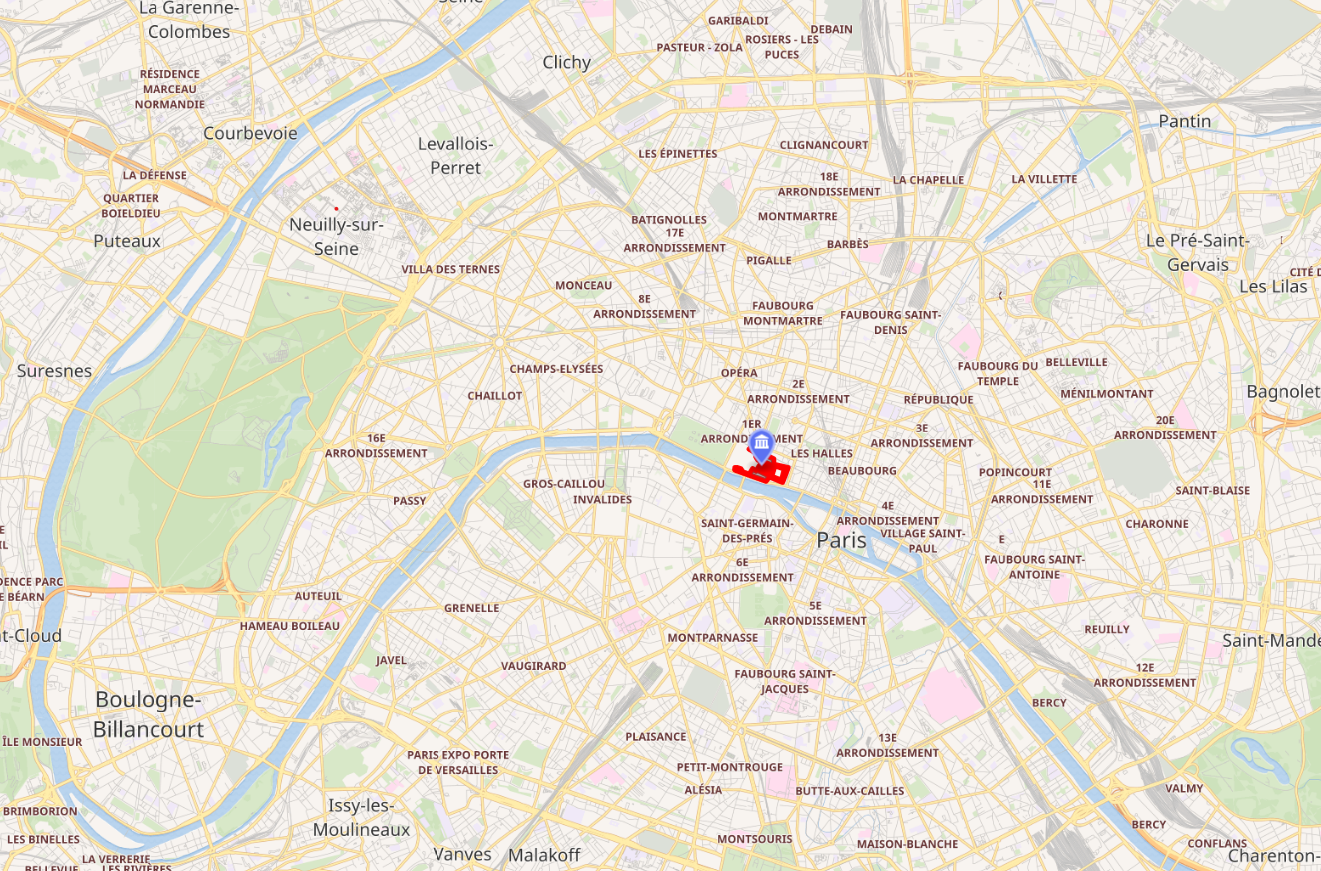 La Garenne-
Colombes
GARIBALDI
DEBAIN
ROSIERS - LES
PUCES
PASTEUR - ZOLA
Clichy
RÉSIDENCE
MARCEAU
NORMANDIE
Courbevoie
Pantin
Levallois-
Perret
LES ÉPINETTES
CLIGNANCOURT
LA DÉFENSE
18E
ARRONDISSEMENT
LA CHAPELLE
LA VILLETTE
QUARTIER
BOIELDIEU
Neuilly-sur-
Seine
BATIGNOLLES
17E
ARRONDISSEMENT
MONTMARTRE
Puteaux
BARBÈS
Le Pré-Saint-
Gervais
PIGALLE
VILLA DES TERNES
CITÉ D
MONCEAU
Les Lilas
8E
ARRONDISSEMENT
FAUBOURG
MONTMARTRE
FAUBOURG SAINT-
DENIS
Suresnes
CHAMPS-ELYSÉES
OPÉRA
FAUBOURG DU
TEMPLE
BELLEVILLE
2E
ARRONDISSEMENT
CHAILLOT
RÉPUBLIQUE
MÉNILMONTANT
Bagnolet
1ER
16E
ARRONDISSEMENT
3E
ARRONDISSEMENT
20E
ARRONDISSEMENT
LES HALLES
BEAUBOURG
POPINCOURT
11E
ARRONDISSEMENT
GROS-CAILLOU
INVALIDES
PASSY
SAINT-BLAISE
4E
ARRONDISSEMENT
SAINT-GERMAIN-
DES-PRÉS
CHARONNE
Paris
VILLAGE SAINT-
PAUL
E
FAUBOURG SAINT-
ANTOINE
6E
ARRONDISSEMENT
DENCE PARC
E BÉARN
AUTEUIL
GRENELLE
5E
ARRONDISSEMENT
HAMEAU BOILEAU
REUILLY
t-Cloud
MONTPARNASSE
Saint-Mandé
JAVEL
VAUGIRARD
FAUBOURG SAINT-
JACQUES
12E
ARRONDISSEMENT
Boulogne-
Billancourt
BERCY
ÎLE MONSIEUR
PLAISANCE
13E
ARRONDISSEMENT
PARIS EXPO PORTE
DE VERSAILLES
PETIT-MONTROUGE
ALÉSIA
BUTTE-AUX-CAILLES
VALMY
BRIMBORION
Issy-les-
Moulineaux
BERCY
LES BINELLES
MONTSOURIS
MAISON-BLANCHE
CONFLANS
LA VERRERIE
Vanves
Malakoff
Charenton-